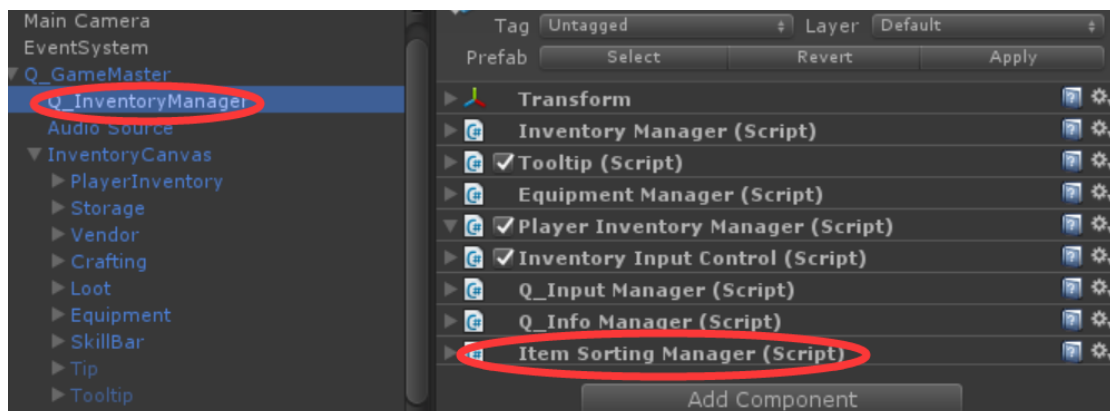 Main Camera
EventSystem
Q_GameMaster
Q_InventoryManager
Audio Source
InventoryCanvas
PlayerInventory
Storage
Vendor
Crafting
Loot
Equipment
SkillBar
Tip
Tooltip
Tag Untagged Layer Default
Prefab Select Revert Apply
Transform
Inventory Manager (Script)
Tooltip (Script)
Equipment Manager (Script)
Player Inventory Manager (Script)
Inventory Input Control (Script)
Q_Input Manager (Script)
Q_Info Manager (Script)
Item Sorting Manager (Script)
Add Component